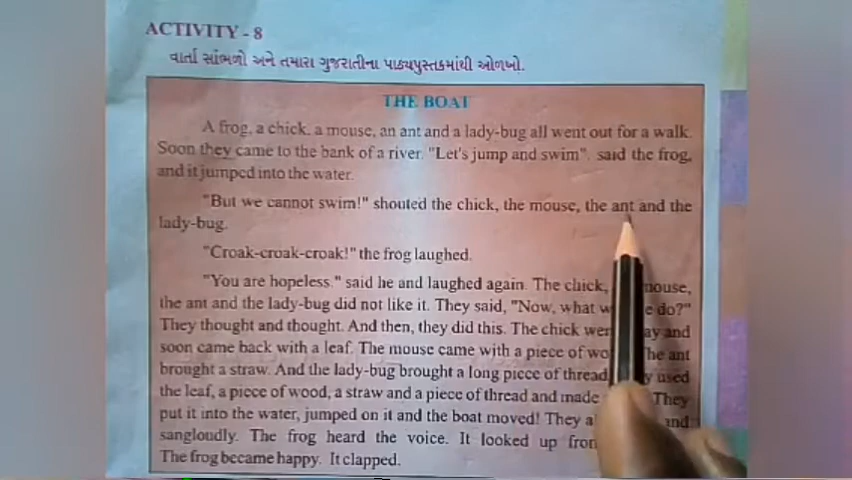 ACTIVITY - 8
વાર્તા સાંભળો અને તમારા ગુજરાતીના પાઠ્યપુસ્તકમાંથી ઓળખો.
THE BOAT
A frog, a chick, a mouse, an ant and a lady-bug all went out for a walk.
Soon they came to the bank of a river. "Let's jump and swim". said the frog,
and it jumped into the water.
"But we cannot swim!" shouted the chick, the mouse, the ant and the
lady-bug.
"Croak-croak-croak!" the frog laughed.
"You are hopeless." said he and laughed again. The chick, mouse,
the ant and the lady-bug did not like it. They said, "Now, what do?"
They thought and thought. And then, they did this. The chick and
soon came back with a leaf. The mouse came with a piece of The ant
brought a straw. And the lady-bug brought a long piece of thread. used
the leaf, a piece of wood, a straw and a piece of thread and made They
put it into the water, jumped on it and the boat moved! They and
sangloudly. The frog heard the voice. It looked up
The frog became happy. It clapped.